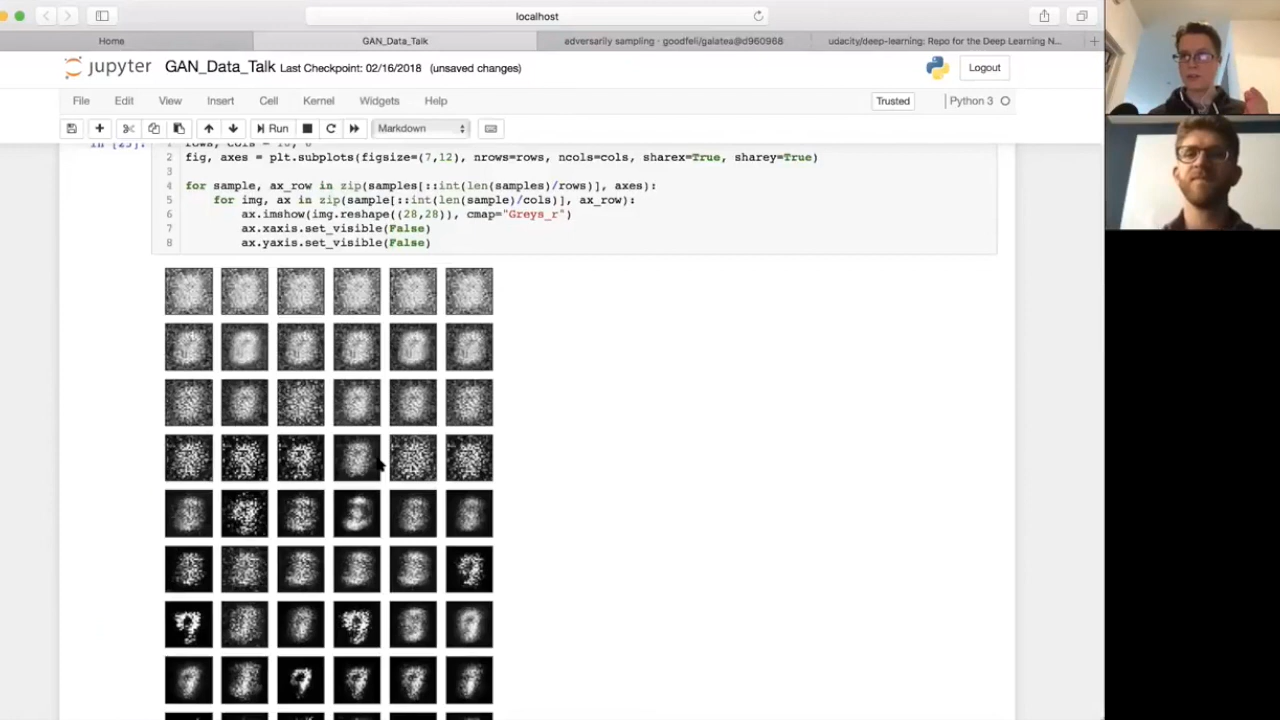 localhost
Home
GAN_Data_Talk
adversarily sampling · goodfeli/galatea@d960968
udacity/deep-learning: Repo for the Deep Learning N...
jupyter GAN_Data_Talk Last Checkpoint: 02/16/2018 (unsaved changes)
Logout
File Edit View Insert Cell Kernel Widgets Help
Trusted
Python 3
Run
Markdown
2 fig, axes = plt.subplots(figsize=(7,12), nrows=rows, ncols=cols, sharex=True, sharey=True)
3
4 for sample, ax_row in zip(samples[::int(len(samples)/rows)], axes):
5 for img, ax in zip(sample[::int(len(sample)/cols)], ax_row):
6 ax.imshow(img.reshape((28,28)), cmap="Greys_r")
7 ax.xaxis.set_visible(False)
8 ax.yaxis.set_visible(False)